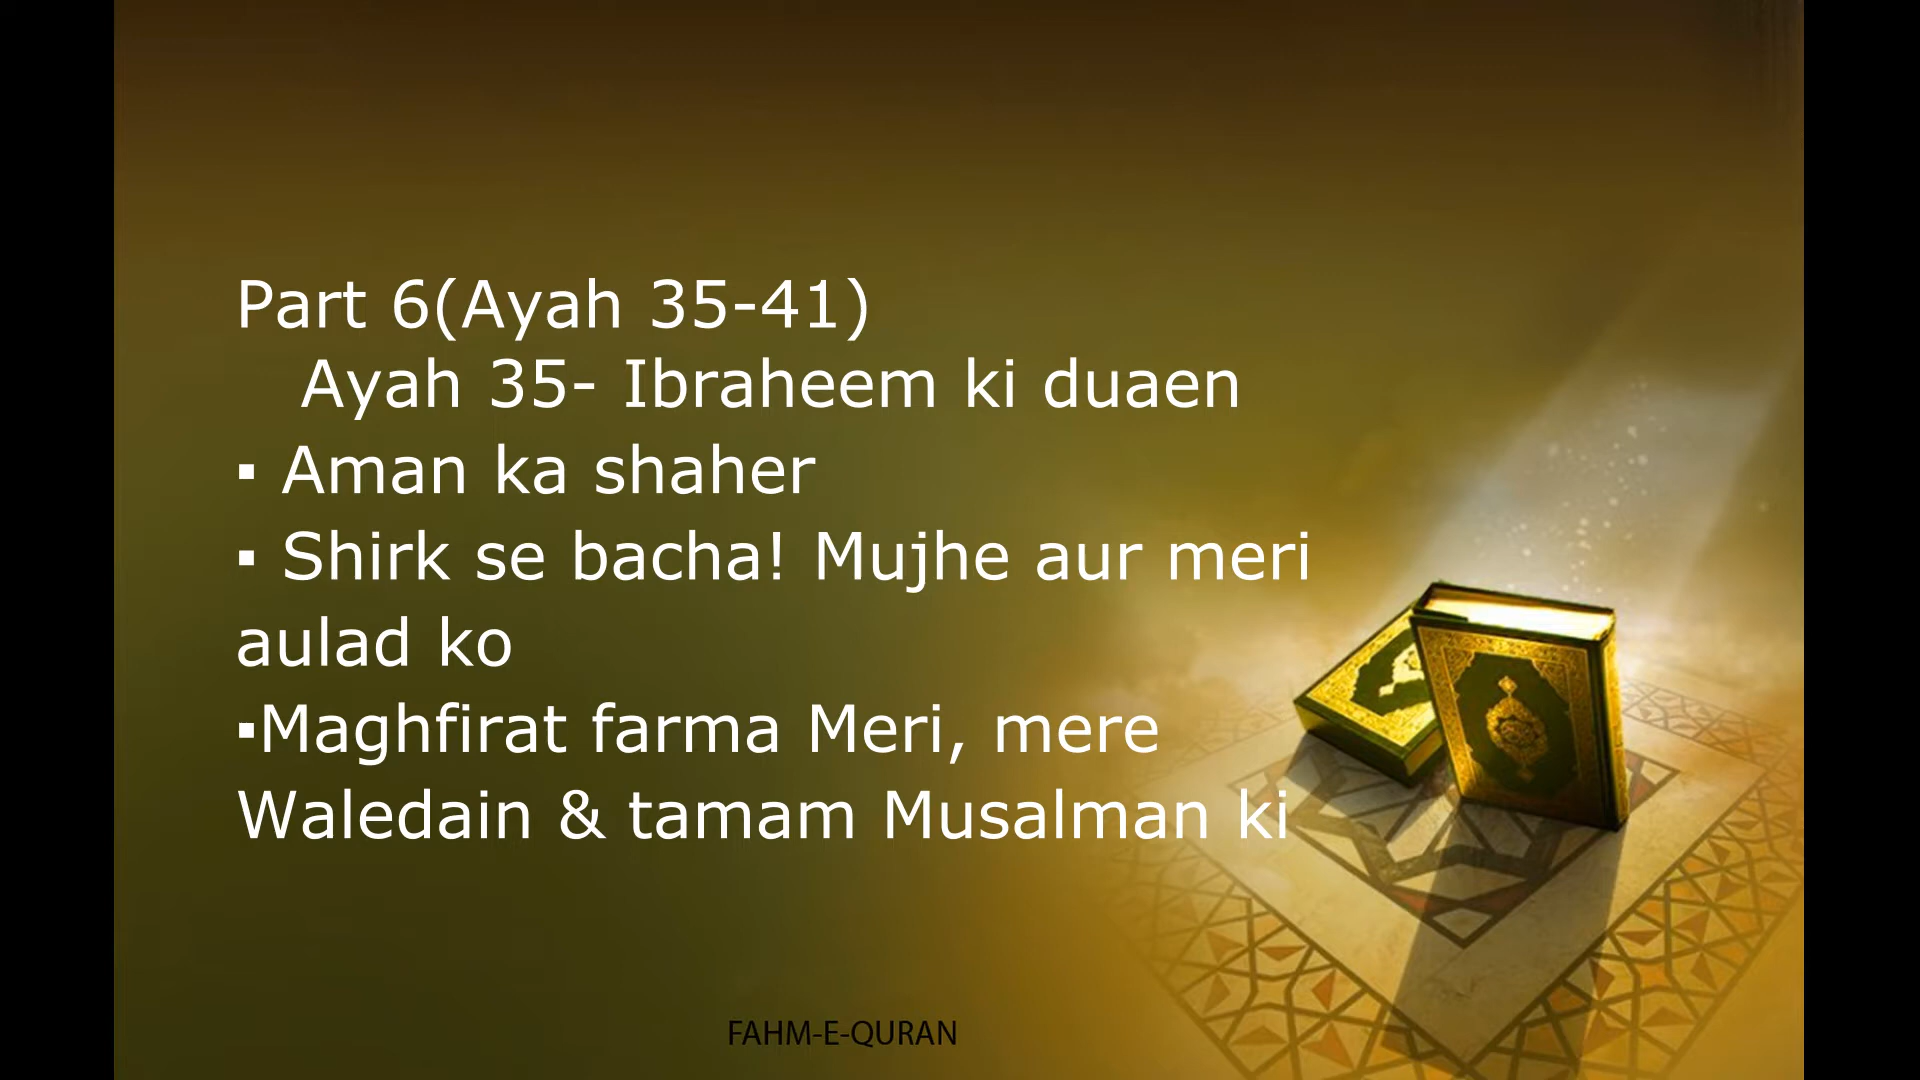 Part 6(Ayah 35-41)
Ayah 35- Ibraheem ki duaen
▪ Aman ka shaher
▪ Shirk se bacha! Mujhe aur meri
aulad ko
▪Maghfirat farma Meri, mere
Waledain & tamam Musalman ki
FAHM-E-QURAN